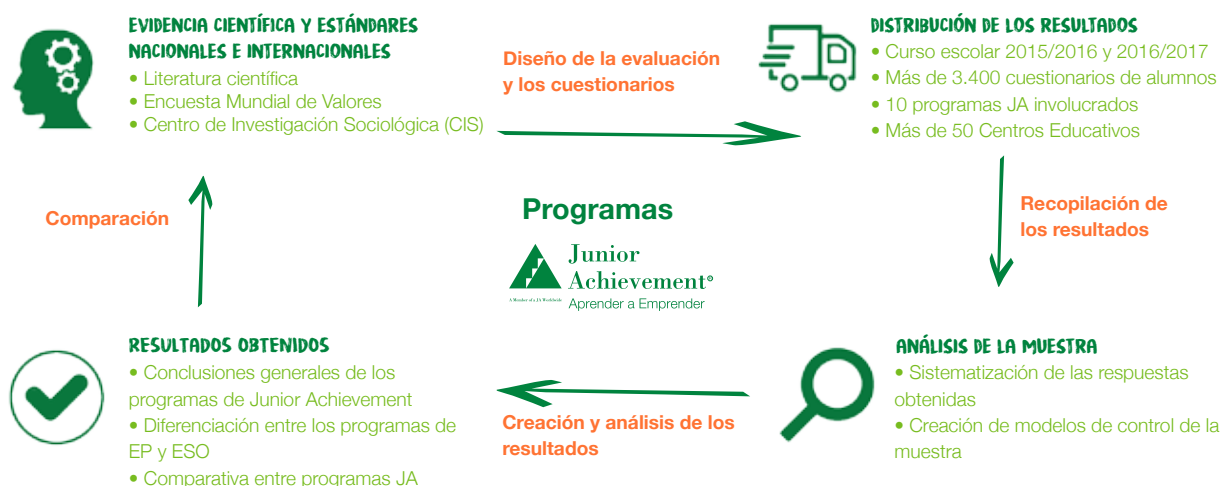 EVIDENCIA CIENTÍFICA Y ESTÁNDARES
NACIONALES E INTERNACIONALES
• Literatura científica
• Encuesta Mundial de Valores
• Centro de Investigación Sociológica (CIS)
Diseño de la evaluación
y los cuestionarios
DISTRIBUCIÓN DE LOS RESULTADOS
• Curso escolar 2015/2016 y 2016/2017
• Más de 3.400 cuestionarios de alumnos
• 10 programas JA involucrados
• Más de 50 Centros Educativos
Comparación
Programas
Junior
Achievement®
A Member of a JA Worldwide
Aprender a Emprender
Recopilación de
los resultados
RESULTADOS OBTENIDOS
• Conclusiones generales de los
programas de Junior Achievement
• Diferenciación entre los programas de
EP y ESO
• Comparativa entre programas JA
Creación y análisis de los
resultados
ANÁLISIS DE LA MUESTRA
• Sistematización de las respuestas
obtenidas
• Creación de modelos de control de la
muestra